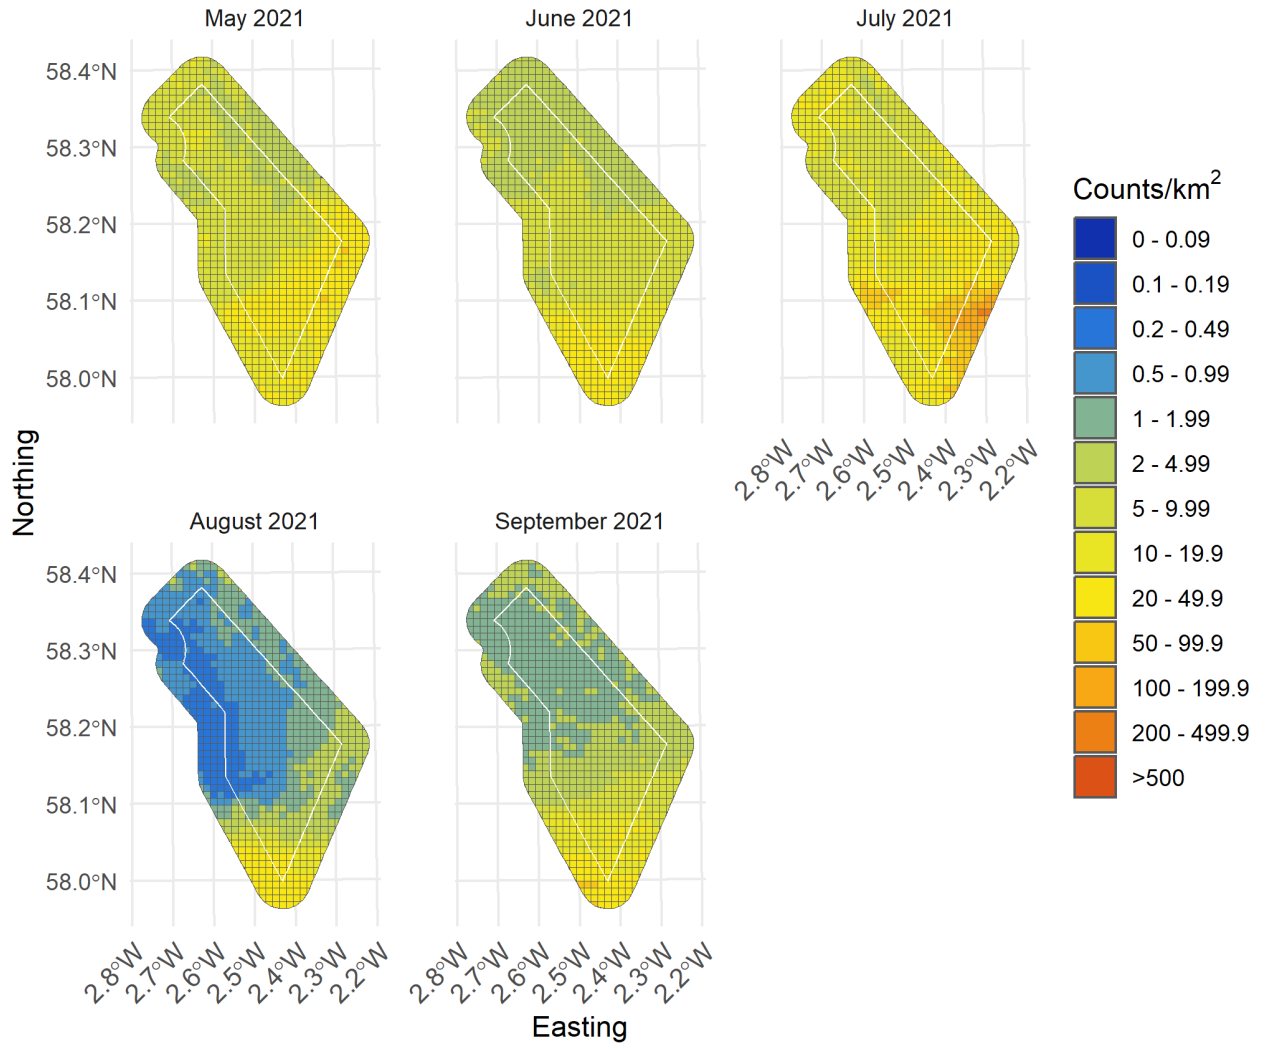 May 2021
June 2021
July 2021
58.4°N
58.3°N
58.2°N
58.1°N
58.0°N
2.8°W
2.7°W
2.6°W
2.5°W
2.4°W
2.3°W
2.2°W
Northing
August 2021
September 2021
58.4°N
58.3°N
58.2°N
58.1°N
58.0°N
2.8°W
2.7°W
2.6°W
2.5°W
2.4°W
2.3°W
2.2°W
2.8°W
2.7°W
2.6°W
2.5°W
2.4°W
2.3°W
2.2°W
Easting
Counts/km²
0 - 0.09
0.1 - 0.19
0.2 - 0.49
0.5 - 0.99
1 - 1.99
2 - 4.99
5 - 9.99
10 - 19.9
20 - 49.9
50 - 99.9
100 - 199.9
200 - 499.9
>500